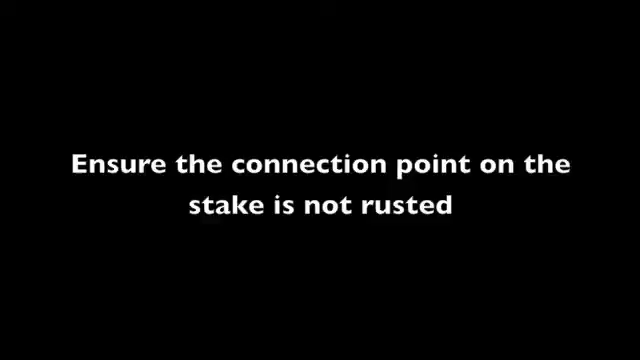 Ensure the connection point on the
stake is not rusted